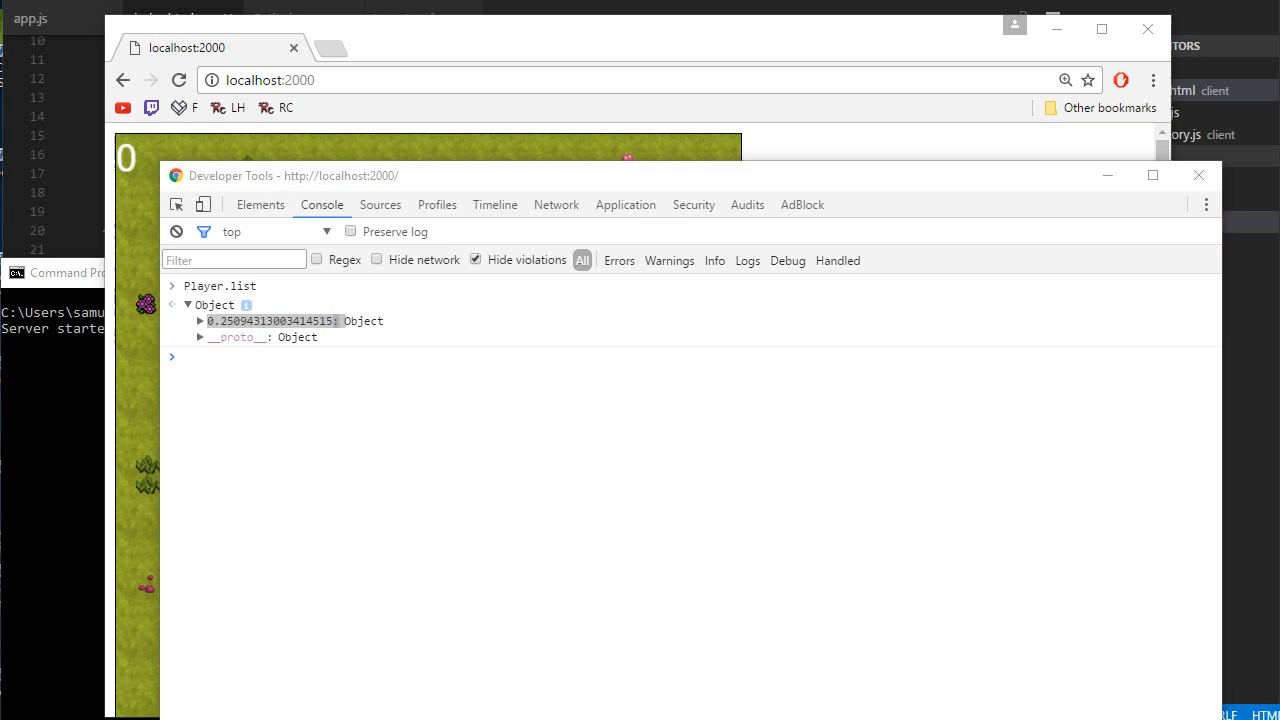 app.js
10
11
12
13
14
15
16
17
18
19
20
21
localhost:2000
localhost:2000
F
LH
RC
Other bookmarks
TORS
html client
js
ory.js client
0
Developer Tools - http://localhost:2000/
Elements Console Sources Profiles Timeline Network Application Security Audits AdBlock
top Preserve log
Filter Regex Hide network Hide violations All Errors Warnings Info Logs Debug Handled
Player.list
Object
0.25094313003414515: Object
__proto__: Object
Command Pro
C:\Users\samu
Server starte
RLF HTM